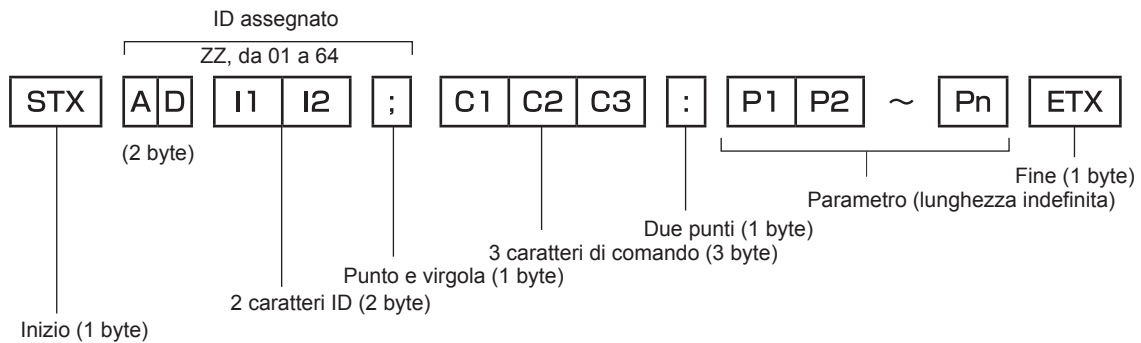 ID assegnato
ZZ, da 01 a 64
STX A D I1 I2 ; C1 C2 C3 : P1 P2 ～ Pn ETX
(2 byte)
Fine (1 byte)
Parametro (lunghezza indefinita)
Due punti (1 byte)
3 caratteri di comando (3 byte)
Punto e virgola (1 byte)
2 caratteri ID (2 byte)
Inizio (1 byte)